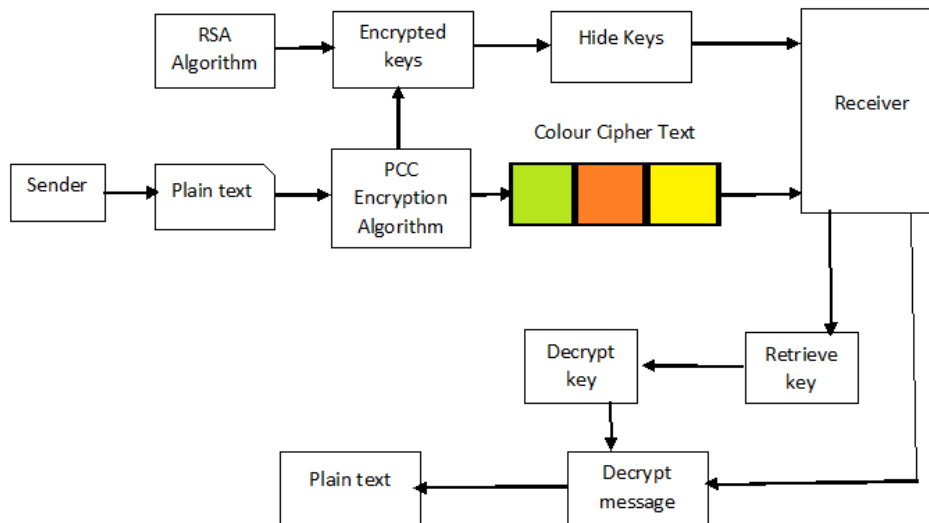 RSA
Algorithm
Encrypted
keys
Hide Keys
Receiver
Colour Cipher Text
Sender
Plain text
PCC
Encryption
Algorithm
Decrypt
key
Retrieve
key
Plain text
Decrypt
message